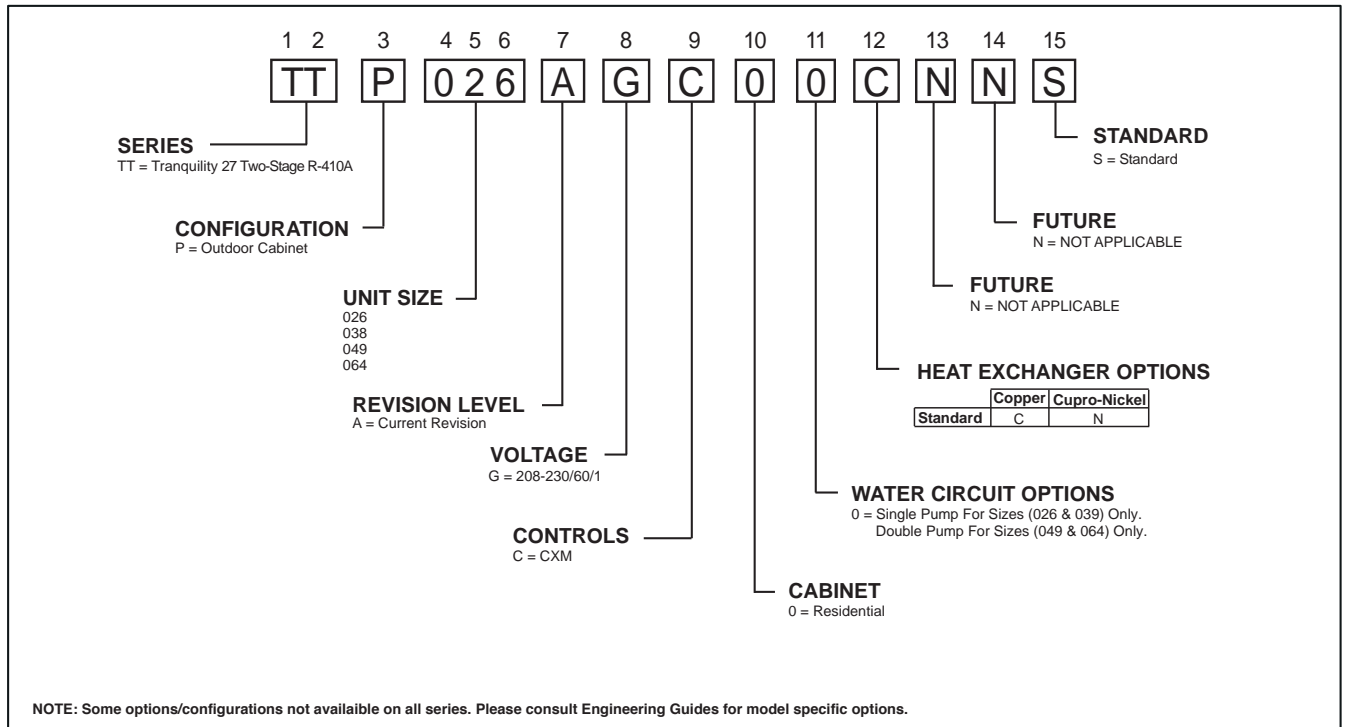 1 2 3 4 5 6 7 8 9 10 11 12 13 14 15
TT P 0 2 6 A G C 0 0 C N N S
SERIES
TT = Tranquility 27 Two-Stage R-410A
CONFIGURATION
P = Outdoor Cabinet
UNIT SIZE
026
038
049
064
REVISION LEVEL
A = Current Revision
VOLTAGE
G = 208-230/60/1
CONTROLS
C = CXM
CABINET
0 = Residential
WATER CIRCUIT OPTIONS
0 = Single Pump For Sizes (026 & 039) Only.
Double Pump For Sizes (049 & 064) Only.
HEAT EXCHANGER OPTIONS
Copper Cupro-Nickel
Standard C N
FUTURE
N = NOT APPLICABLE
FUTURE
N = NOT APPLICABLE
STANDARD
S = Standard
NOTE: Some options/configurations not availaible on all series. Please consult Engineering Guides for model specific options.